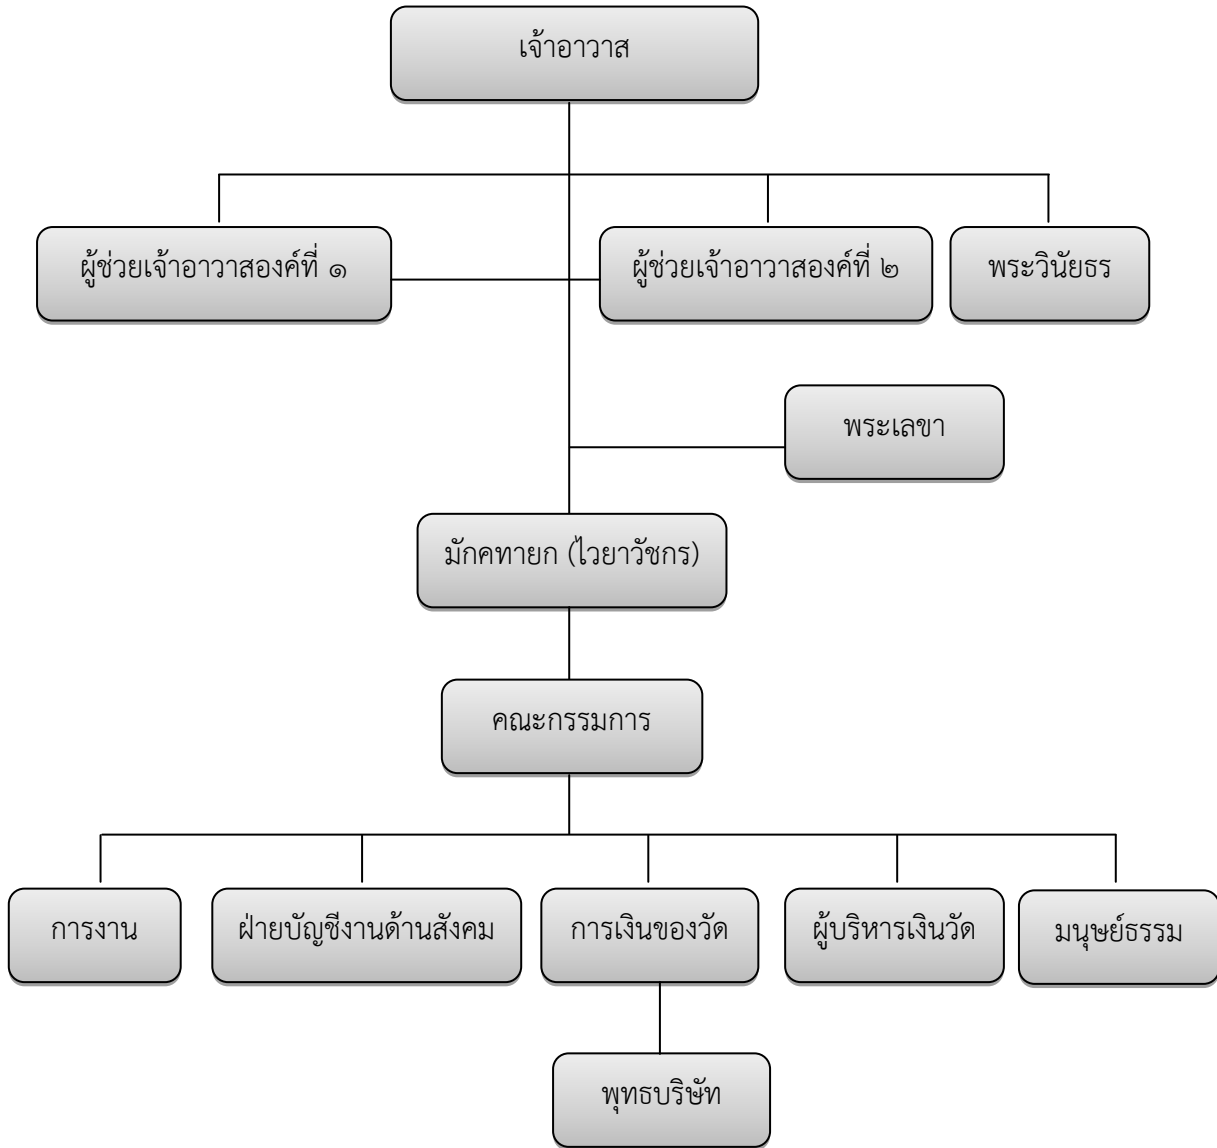 เจ้าอาวาส
ผู้ช่วยเจ้าอาวาสองค์ที่ ๑
ผู้ช่วยเจ้าอาวาสองค์ที่ ๒
พระวินัยธร
พระเลขา
มักคทายก (ไวยาวัชกร)
คณะกรรมการ
การงาน
ฝ่ายบัญชีงานด้านสังคม
การเงินของวัด
ผู้บริหารเงินวัด
มนุษย์ธรรม
พุทธบริษัท